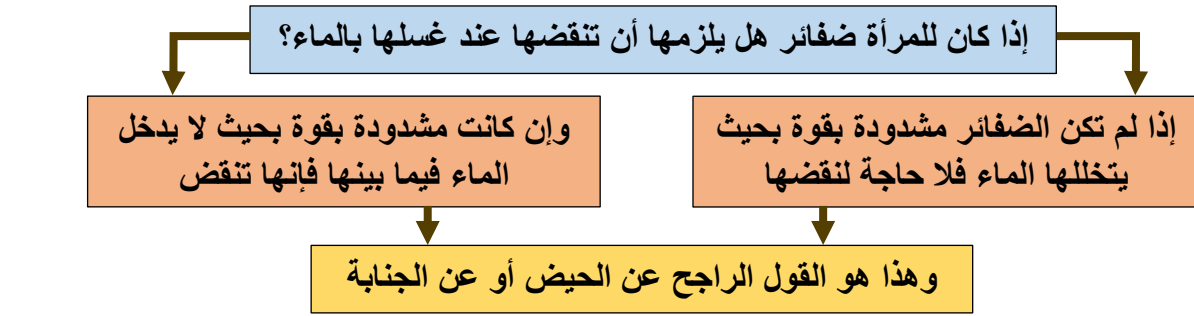 إذا كان للمرأة ضفائر هل يلزمها أن تنقضها عند غسلها بالماء؟
إذا لم تكن الضفائر مشدودة بقوة بحيث
يتخللها الماء فلا حاجة لنقضها
وإن كانت مشدودة بقوة بحيث لا يدخل
الماء فيما بينها فإنها تنقض
وهذا هو القول الراجح عن الحيض أو عن الجنابة